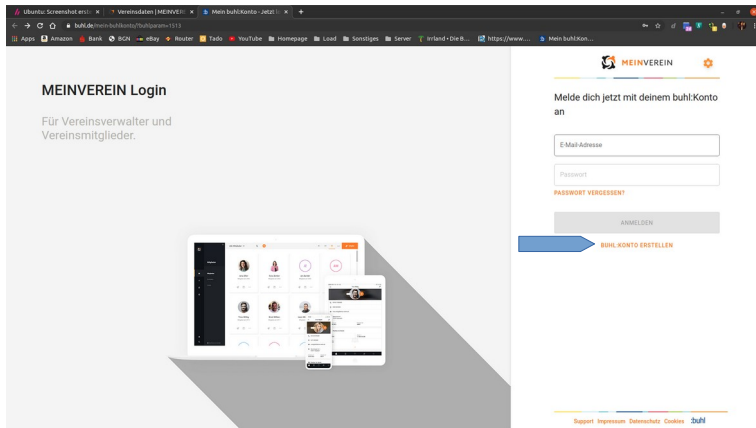 Ubuntu: Screenshot erst
Vereinsdaten | MEINVERE
Mein buhl:Konto - Jetzt
buhl.de/mein-buhlkonto/?buhlparam=1513
Apps Amazon Bank BGN eBay Router Tado YouTube Homepage Load Sonstiges Server Irrland • Die B... https://www.... Mein buhl:Kon...
MEINVEREIN Login
Für Vereinsverwalter und
Vereinsmitglieder.
MEINVEREIN
Melde dich jetzt mit deinem buhl:Konto
an
E-Mail-Adresse
Passwort
PASSWORT VERGESSEN?
ANMELDEN
BUHL:KONTO ERSTELLEN
Support Impressum Datenschutz Cookies :buhl